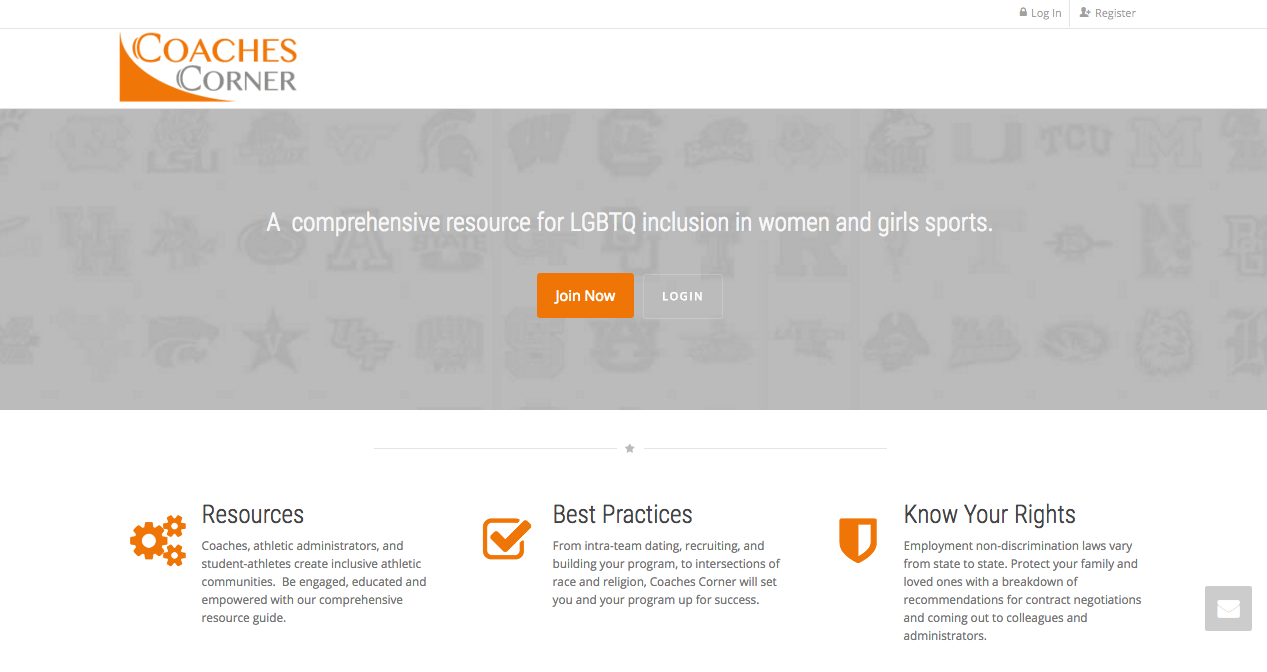 Log In
Register
COACHES
CORNER
LSU
TCU
M
A  comprehensive resource for LGBTQ inclusion in women and girls sports.
STATE
Join Now
LOGIN
Resources
Coaches, athletic administrators, and
student-athletes create inclusive athletic
communities.  Be engaged, educated and
empowered with our comprehensive
resource guide.
Best Practices
From intra-team dating, recruiting, and
building your program, to intersections of
race and religion, Coaches Corner will set
you and your program up for success.
Know Your Rights
Employment non-discrimination laws vary
from state to state. Protect your family and
loved ones with a breakdown of
recommendations for contract negotiations
and coming out to colleagues and
administrators.